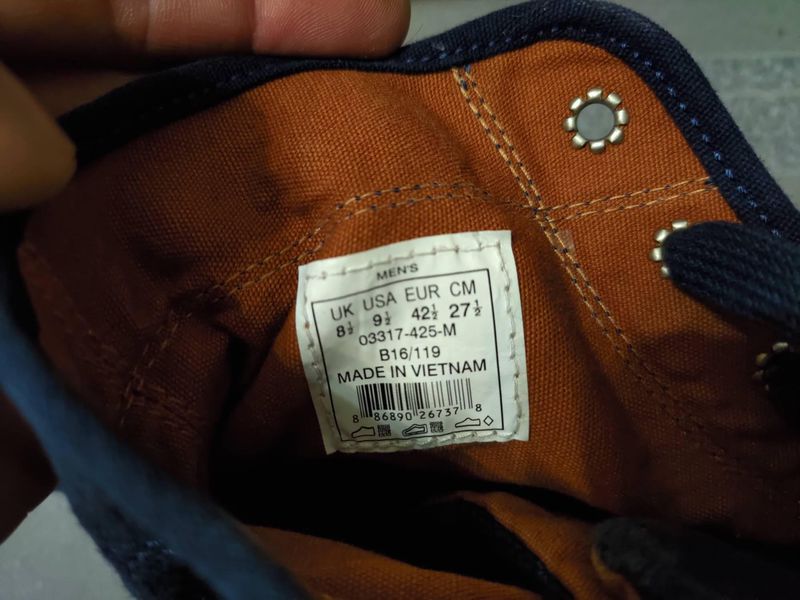 MEN'S
UK USA EUR CM
8½ 9½ 42½ 27½
03317-425-M
B16/119
MADE IN VIETNAM
8 86890 26737 8